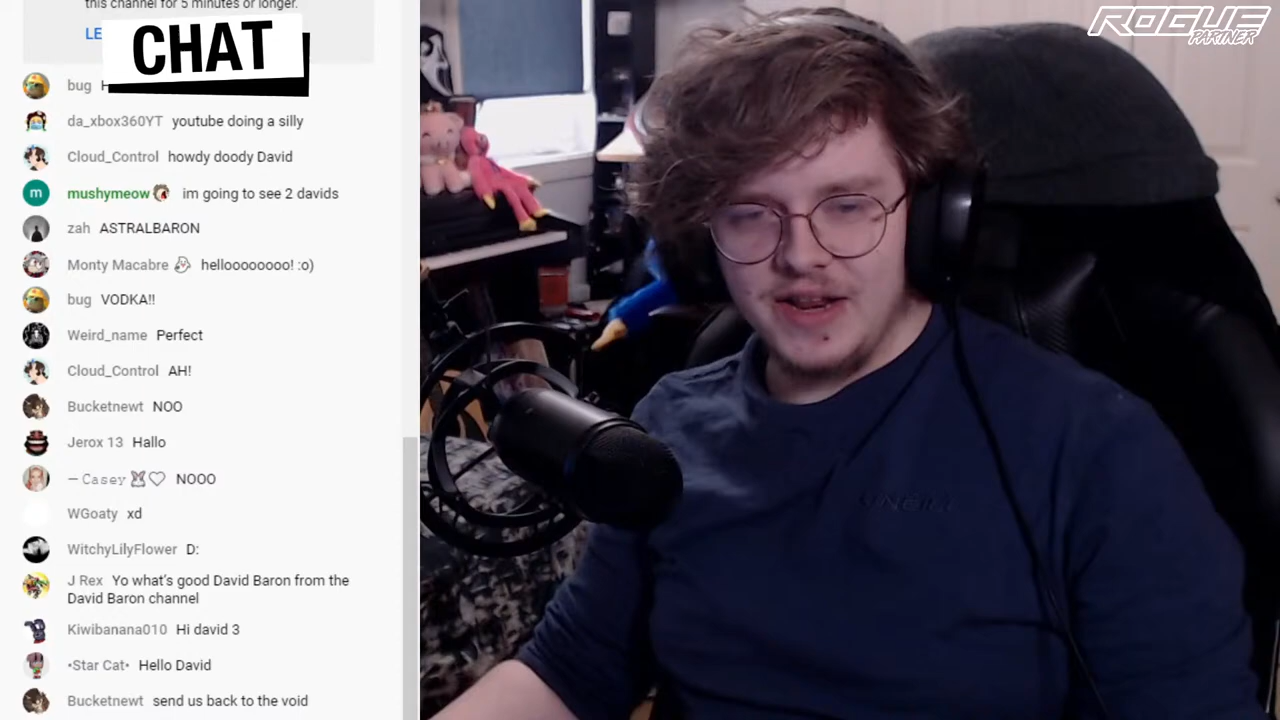 this channel for 5 minutes or longer.
LE
CHAT
bug H
da_xbox360YT youtube doing a silly
Cloud_Control howdy doody David
m mushymeow im going to see 2 davids
zah ASTRALBARON
Monty Macabre helloooooooo! :o)
bug VODKA!!
Weird_name Perfect
Cloud_Control AH!
Bucketnewt NOO
Jerox 13 Hallo
– Casey NOOO
WGoaty xd
WitchyLilyFlower D:
J Rex Yo what's good David Baron from the
David Baron channel
Kiwibanana010 Hi david 3
•Star Cat• Hello David
Bucketnewt send us back to the void
ROGUE
PARTNER
O'NEILL